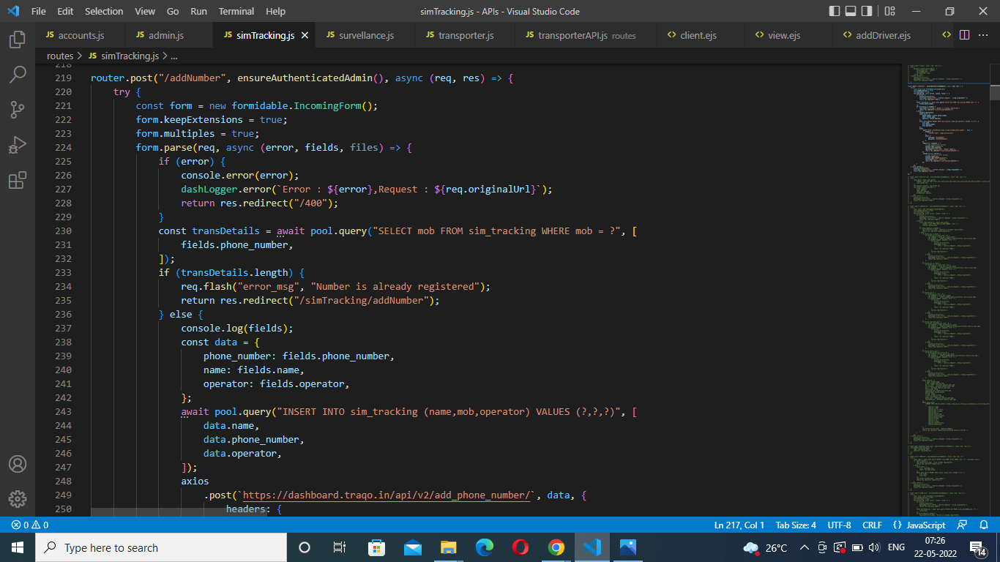 File Edit Selection View Go Run Terminal Help simTracking.js - APIs - Visual Studio Code
JS accounts.js JS admin.js JS simTracking.js JS survellance.js JS transporter.js JS transporterAPI.js routes <> client.ejs <> view.ejs <> addDriver.ejs <> ...
routes > JS simTracking.js > ...
218
219 router.post("/addNumber", ensureAuthenticatedAdmin(), async (req, res) => {
220 try {
221 const form = new formidable.IncomingForm();
222 form.keepExtensions = true;
223 form.multiples = true;
224 form.parse(req, async (error, fields, files) => {
225 if (error) {
226 console.error(error);
227 dashLogger.error(`Error : ${error},Request : ${req.originalUrl}`);
228 return res.redirect("/400");
229 }
230 const transDetails = await pool.query("SELECT mob FROM sim_tracking WHERE mob = ?", [
231 fields.phone_number,
232 ]);
233 if (transDetails.length) {
234 req.flash("error_msg", "Number is already registered");
235 return res.redirect("/simTracking/addNumber");
236 } else {
237 console.log(fields);
238 const data = {
239 phone_number: fields.phone_number,
240 name: fields.name,
241 operator: fields.operator,
242 };
243 await pool.query("INSERT INTO sim_tracking (name,mob,operator) VALUES (?,?,?)", [
244 data.name,
245 data.phone_number,
246 data.operator,
247 ]);
248 axios
249 .post(`https://dashboard.traqo.in/api/v2/add_phone_number/`, data, {
250 headers: {
0 0 Ln 217, Col 1 Tab Size: 4 UTF-8 CRLF {} JavaScript
Type here to search 26°C ENG 07:26
22-05-2022 14